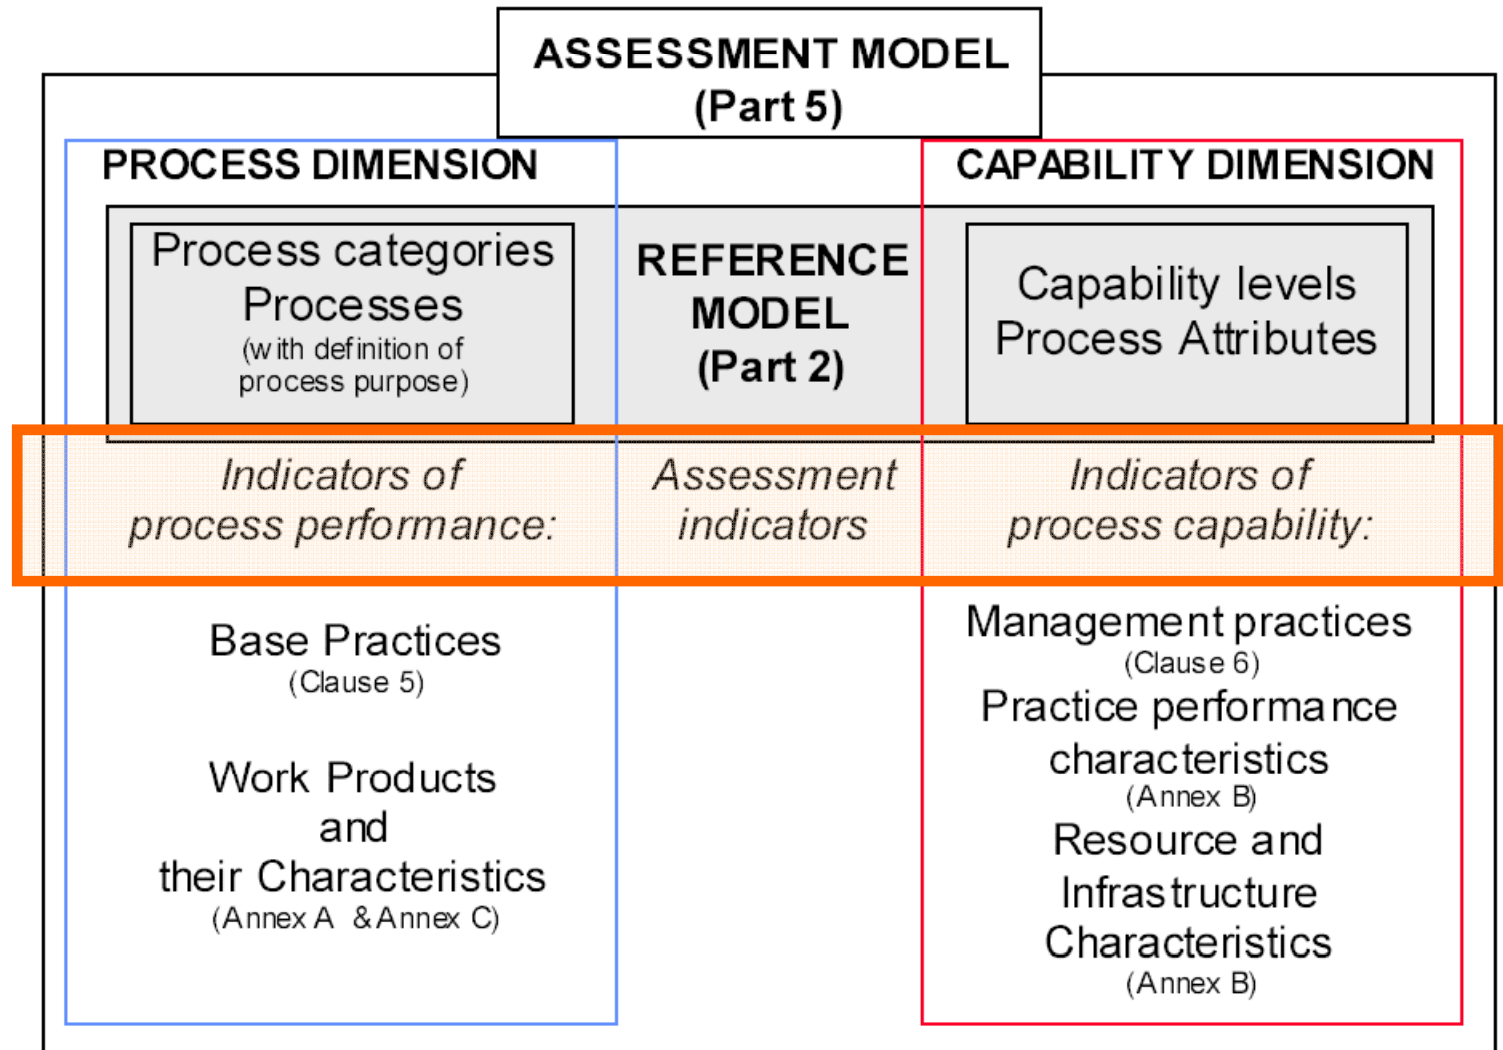 ASSESSMENT MODEL
(Part 5)
PROCESS DIMENSION
Process categories
Processes
(with definition of
process purpose)
REFERENCE
MODEL
(Part 2)
CAPABILITY DIMENSION
Capability levels
Process Attributes
Indicators of
process performance:
Assessment
indicators
Indicators of
process capability:
Base Practices
(Clause 5)
Work Products
and
their Characteristics
(Annex A & Annex C)
Management practices
(Clause 6)
Practice performance
characteristics
(Annex B)
Resource and
Infrastructure
Characteristics
(Annex B)